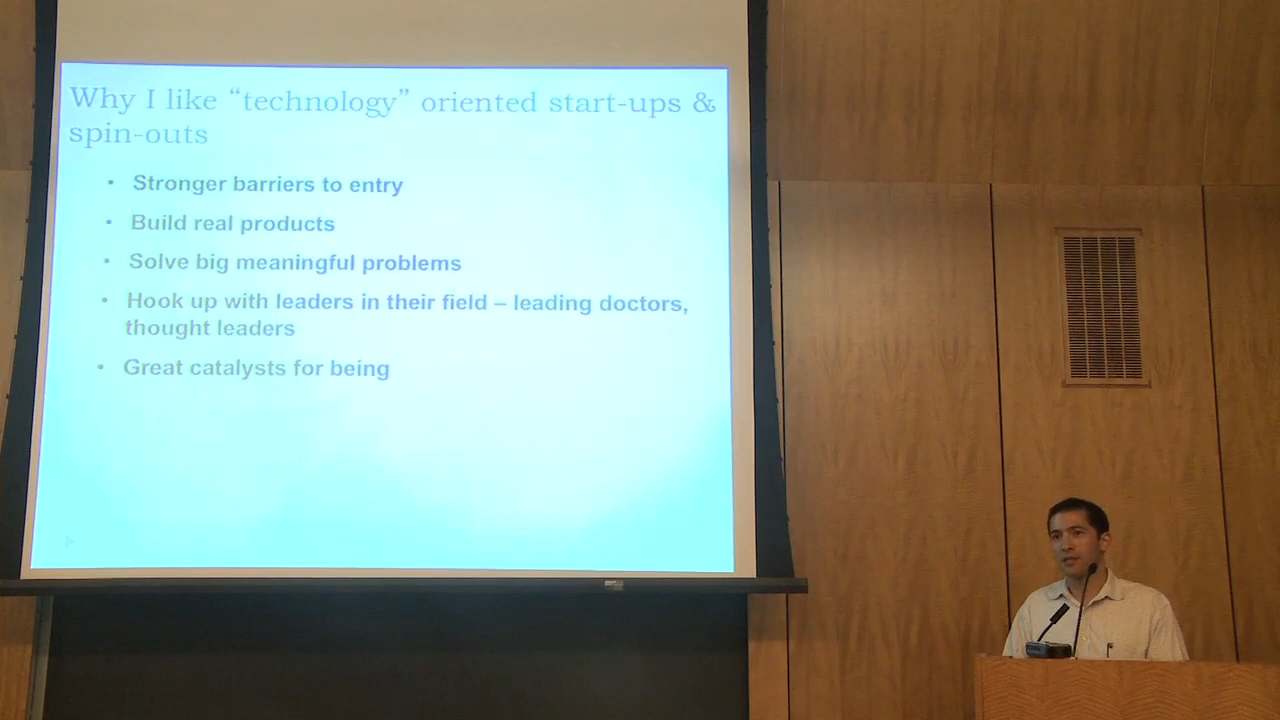 Why I like “technology” oriented start-ups &
spin-outs
• Stronger barriers to entry
• Build real products
• Solve big meaningful problems
• Hook up with leaders in their field – leading doctors,
thought leaders
• Great catalysts for being